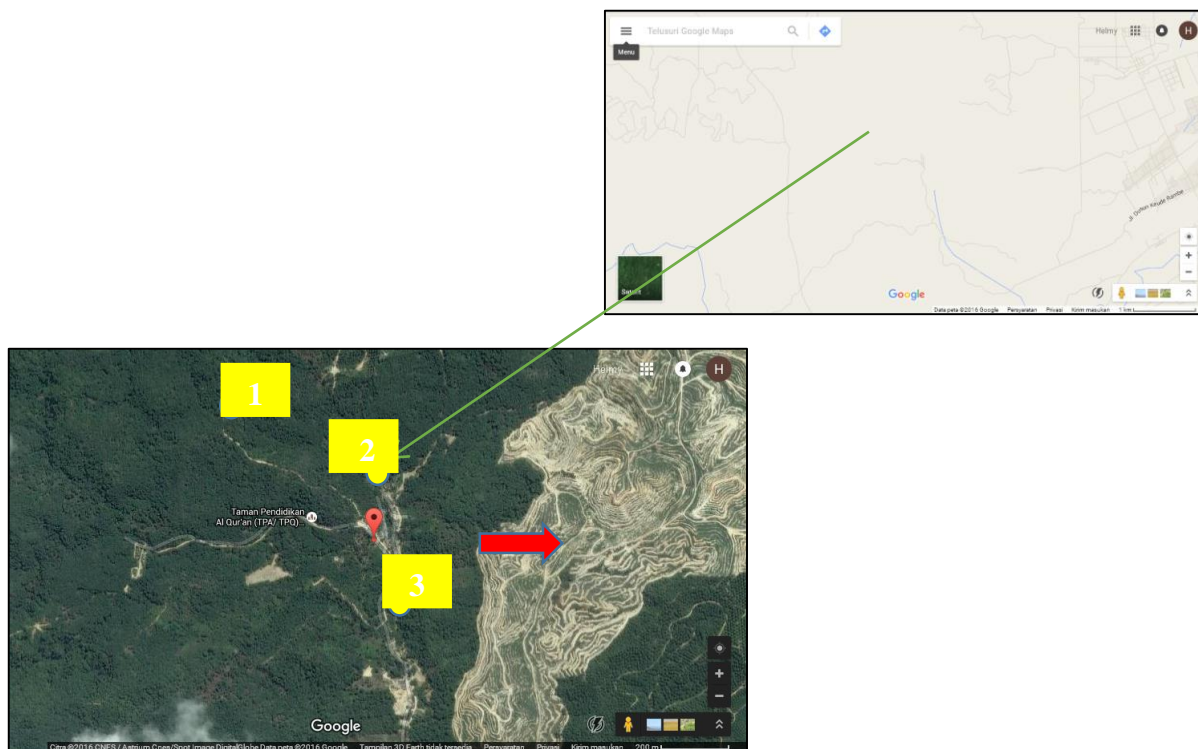 Telusuri Google Maps
Helmy
H
Menu
Jl. Gunun Keude Rambe
Satelit
Google
Data peta ©2016 Google Persyaratan Privasi Kirim masukan 1 km
Helmy
H
1
2
Taman Pendidikan
Al Qur'an (TPA/ TPQ)...
3
Google
Citra ©2016 CNES / Astrium,Cnes/Spot Image,DigitalGlobe,Data peta ©2016 Google Tampilan 3D Earth tidak tersedia Persyaratan Privasi Kirim masukan 200 m